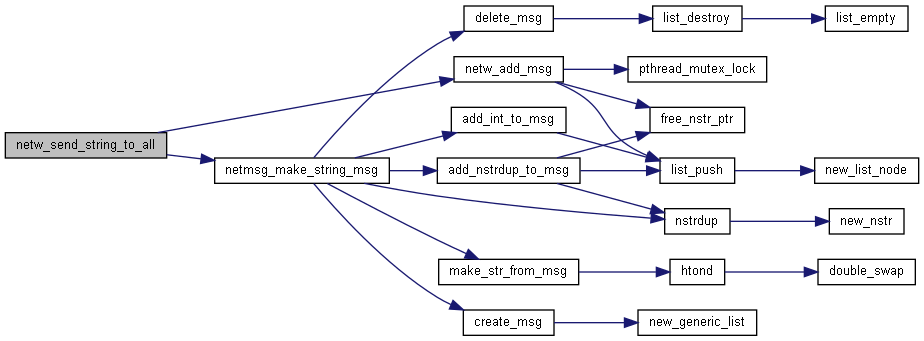 delete_msg
list_destroy
list_empty
netw_add_msg
pthread_mutex_lock
add_int_to_msg
free_nstr_ptr
netw_send_string_to_all
netmsg_make_string_msg
add_nstrdup_to_msg
list_push
new_list_node
nstrdup
new_nstr
make_str_from_msg
htond
double_swap
create_msg
new_generic_list